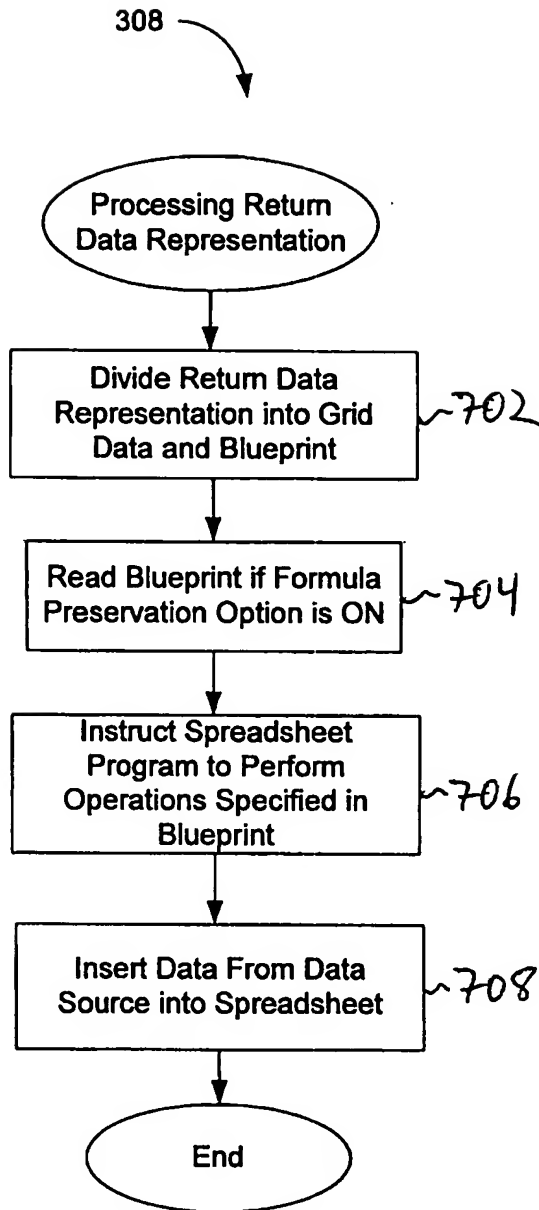 308
Processing Return
Data Representation
Divide Return Data
Representation into Grid
Data and Blueprint
702
Read Blueprint if Formula
Preservation Option is ON
704
Instruct Spreadsheet
Program to Perform
Operations Specified in
Blueprint
706
Insert Data From Data
Source into Spreadsheet
708
End